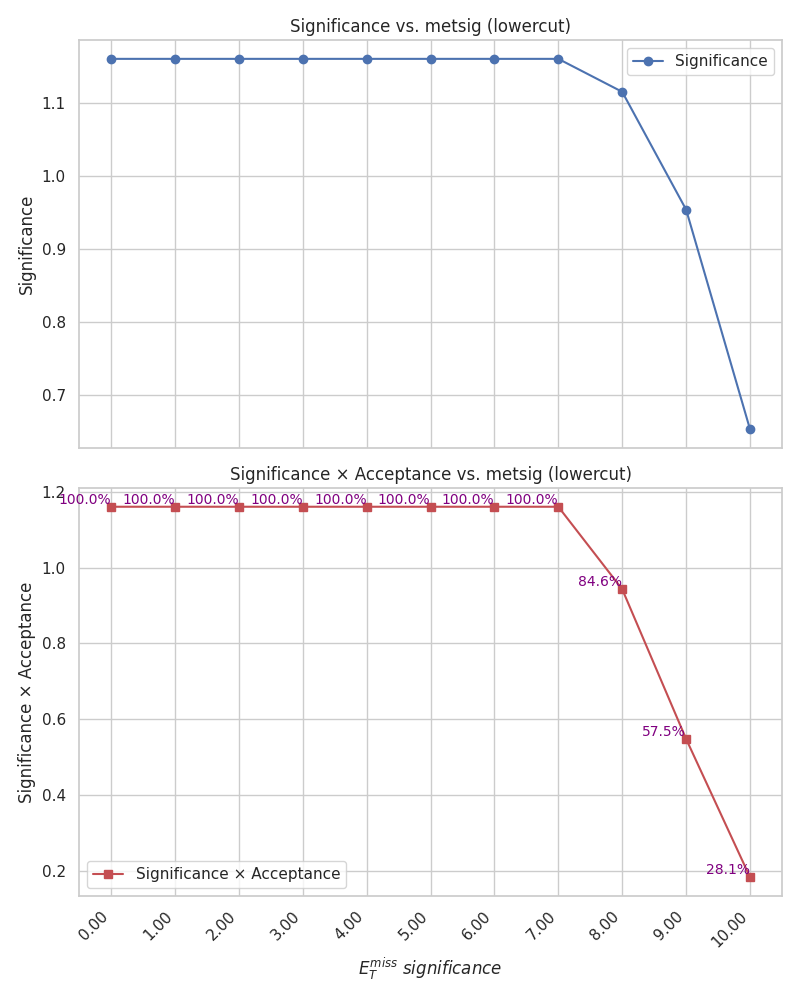 Significance vs. metsig (lowercut)
Significance
1.1
1.0
0.9
0.8
0.7
Significance
Significance × Acceptance vs. metsig (lowercut)
1.2
1.0
0.8
0.6
0.4
0.2
Significance × Acceptance
100.0% 100.0% 100.0% 100.0% 100.0% 100.0% 100.0% 100.0%
84.6%
57.5%
28.1%
Significance × Acceptance
0.00 1.00 2.00 3.00 4.00 5.00 6.00 7.00 8.00 9.00 10.00
$E_T^{miss}$ significance